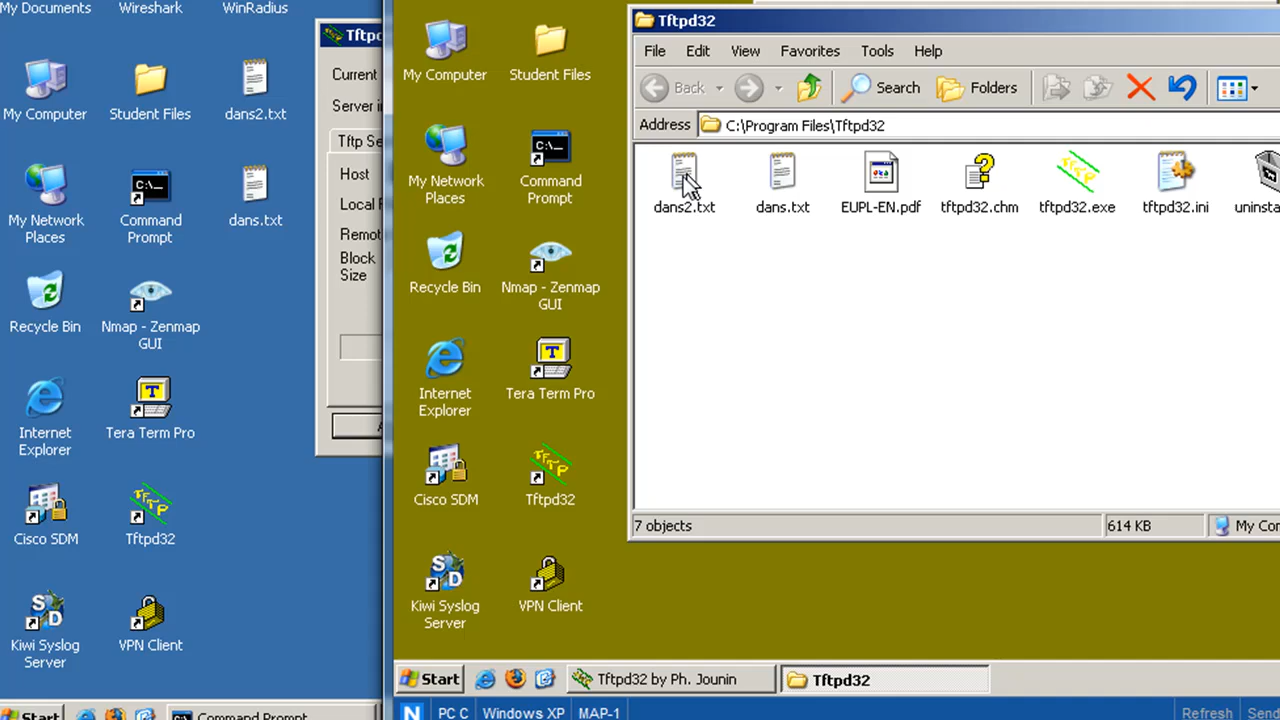 My Documents
Wireshark
WinRadius
My Computer
Student Files
dans2.txt
My Network
Places
Command
Prompt
dans.txt
Recycle Bin
Nmap - Zenmap
GUI
Internet
Explorer
Tera Term Pro
Cisco SDM
Tftpd32
Kiwi Syslog
Server
VPN Client
Start
Command Prompt
Current
Server in
Tftp Se
Host
Local
Remot
Block
Size
My Computer
Student Files
My Network
Places
Command
Prompt
Recycle Bin
Nmap - Zenmap
GUI
Internet
Explorer
Tera Term Pro
Cisco SDM
Tftpd32
Kiwi Syslog
Server
VPN Client
Tftpd32
File Edit View Favorites Tools Help
Back Search Folders
Address C:\Program Files\Tftpd32
dans2.txt dans.txt EUPL-EN.pdf tftpd32.chm tftpd32.exe tftpd32.ini uninsta
7 objects 614 KB My Co
Start Tftpd32 by Ph. Jounin Tftpd32
N PC C Windows XP MAP-1 Refresh Send